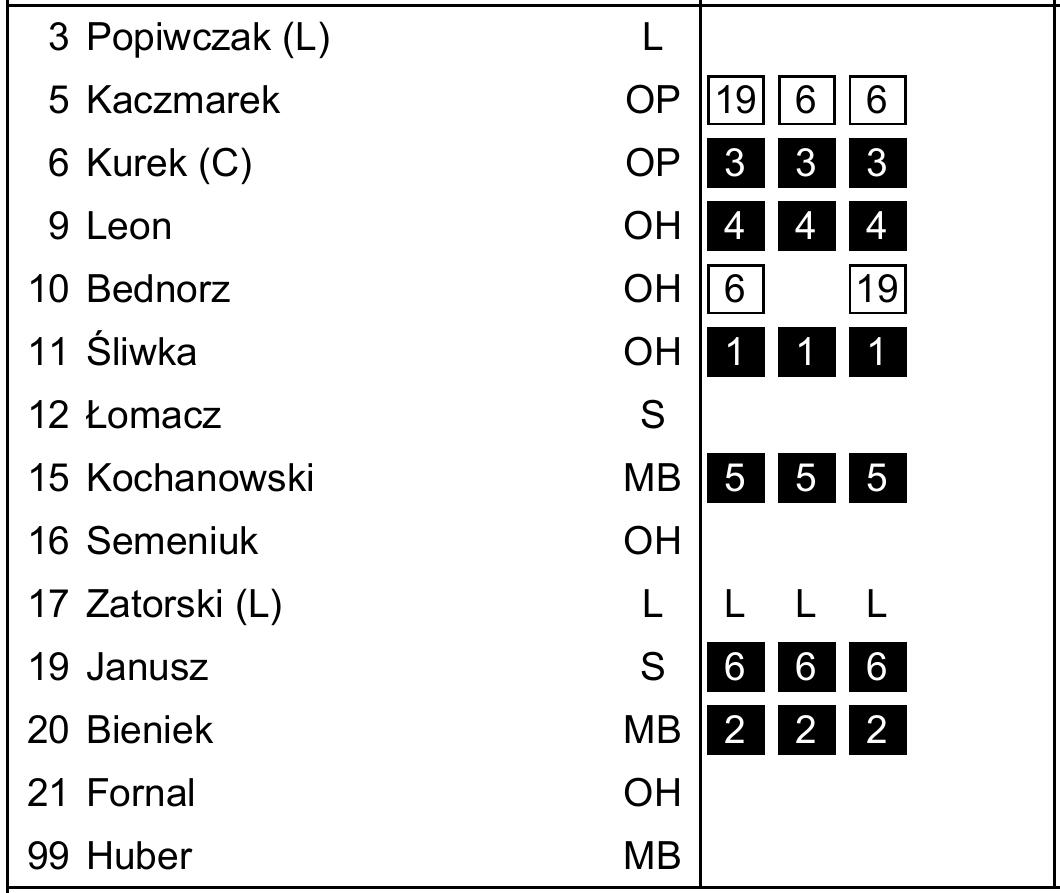 3 Popiwczak (L) L
5 Kaczmarek OP 19 6 6
6 Kurek (C) OP 3 3 3
9 Leon OH 4 4 4
10 Bednorz OH 6 19
11 Śliwka OH 1 1 1
12 Łomacz S
15 Kochanowski MB 5 5 5
16 Semeniuk OH
17 Zatorski (L) L L L L
19 Janusz S 6 6 6
20 Bieniek MB 2 2 2
21 Fornal OH
99 Huber MB